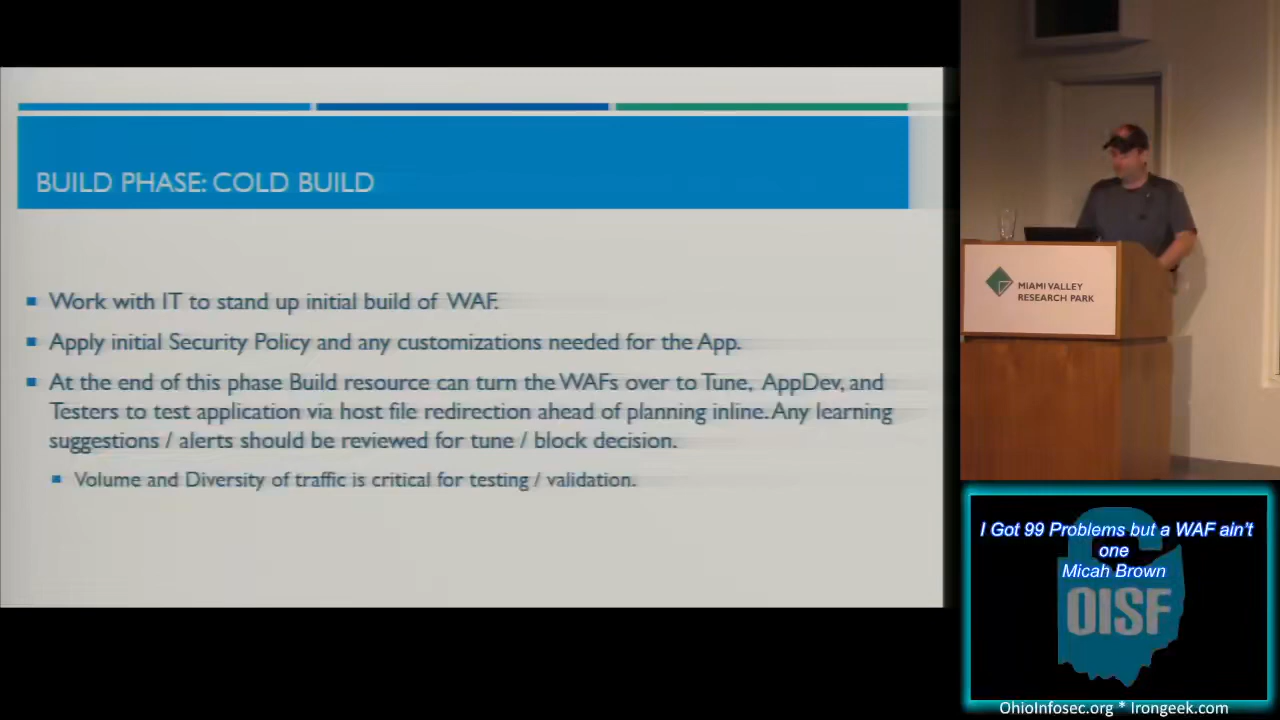 BUILD PHASE: COLD BUILD
Work with IT to stand up initial build of WAF.
Apply initial Security Policy and any customizations needed for the App.
At the end of this phase Build resource can turn the WAFs over to Tune, AppDev, and
Testers to test application via host file redirection ahead of planning inline. Any learning
suggestions / alerts should be reviewed for tune / block decision.
Volume and Diversity of traffic is critical for testing / validation.
MIAMI VALLEY
RESEARCH PARK
I Got 99 Problems but a WAF ain't
one
Micah Brown
OISF
OhioInfosec.org * Irongeek.com